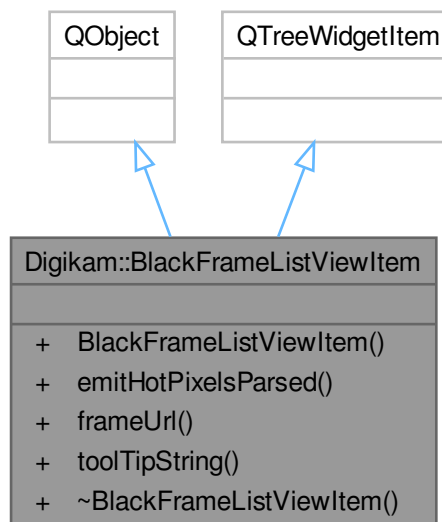 QObject
QTreeWidgetItem
Digikam::BlackFrameListViewItem
+ BlackFrameListViewItem()
+ emitHotPixelsParsed()
+ frameUrl()
+ toolTipString()
+ ~BlackFrameListViewItem()